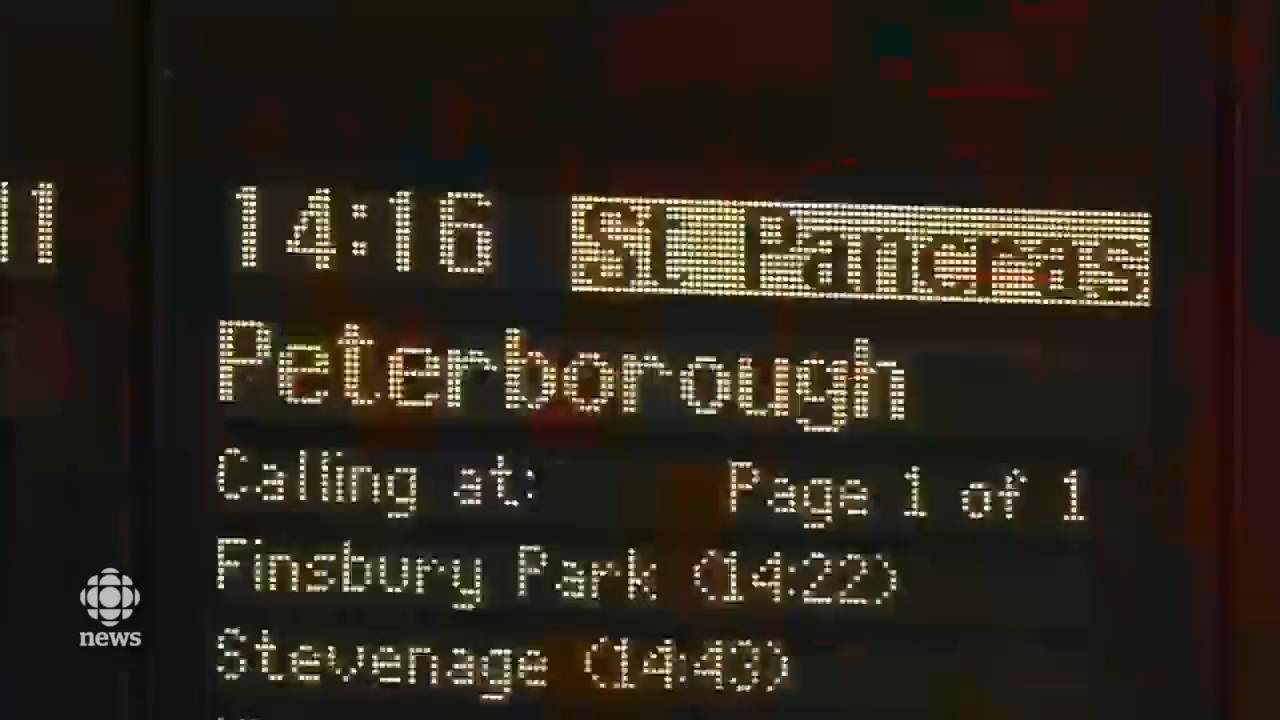 14:16 St Pancras
Peterborough
Calling at: Page 1 of 1
Finsbury Park (14:22)
Stevenage (14:43)
news